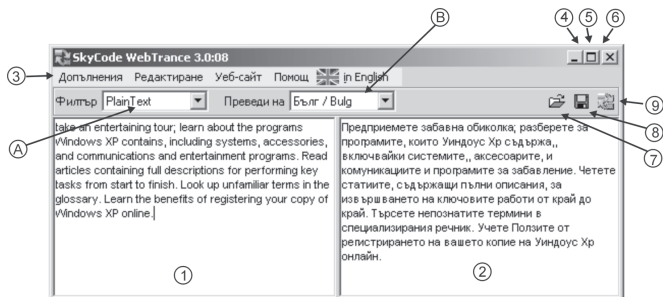 B 4 5 6
SkyCode WebTrance 3.0:08
3 Допълнения Редактиране Уеб-сайт Помощ in English
Филтър PlainText Преведи на Бълг / Bulg 9
A 8
7
take an entertaining tour; learn about the programs
Windows XP contains, including systems, accessories,
and communications and entertainment programs. Read
articles containing full descriptions for performing key
tasks from start to finish. Look up unfamiliar terms in the
glossary. Learn the benefits of registering your copy of
Windows XP online.
1
Предприемете забавна обиколка; разберете за
програмите, които Уиндоус Хр съдържа,,
включвайки системите,, аксесоарите, и
комуникациите и програмите за забавление. Четете
статиите, съдържащи пълни описания, за
извършването на ключовите работи от край до
край. Търсете непознатите термини в
специализирания речник. Учете Ползите от
регистрирането на вашето копие на Уиндоус Хр
онлайн.
2